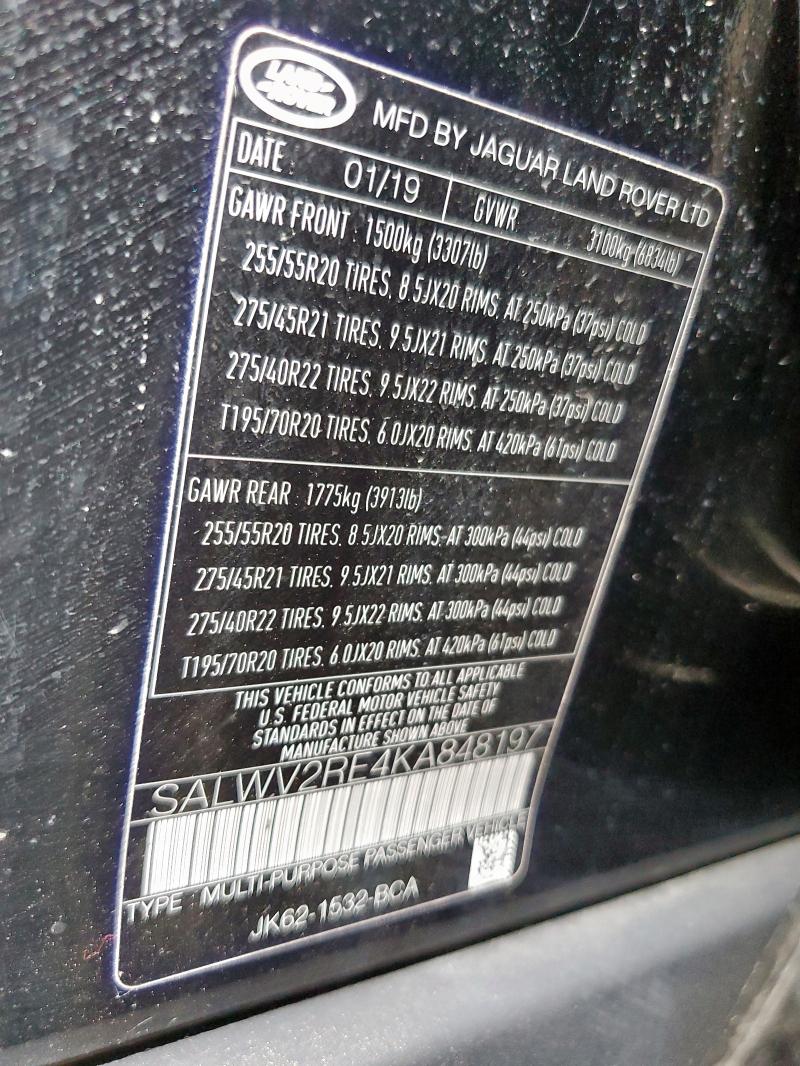 LAND
ROVER
MFD BY JAGUAR LAND ROVER LTD
DATE: 01/19 GVWR 3100kg (6834lb)
GAWR FRONT : 1500kg (3307lb)
255/55R20 TIRES, 8.5JX20 RIMS, AT 250kPa (37psi) COLD
275/45R21 TIRES, 9.5JX21 RIMS, AT 250kPa (37psi) COLD
275/40R22 TIRES, 9.5JX22 RIMS, AT 250kPa (37psi) COLD
T195/70R20 TIRES, 6.0JX20 RIMS, AT 420kPa (61psi) COLD
GAWR REAR : 1775kg (3913lb)
255/55R20 TIRES, 8.5JX20 RIMS, AT 300kPa (44psi) COLD
275/45R21 TIRES, 9.5JX21 RIMS, AT 300kPa (44psi) COLD
275/40R22 TIRES, 9.5JX22 RIMS, AT 300kPa (44psi) COLD
T195/70R20 TIRES, 6.0JX20 RIMS, AT 420kPa (61psi) COLD
THIS VEHICLE CONFORMS TO ALL APPLICABLE
U.S. FEDERAL MOTOR VEHICLE SAFETY
STANDARDS IN EFFECT ON THE DATE OF
MANUFACTURE SHOWN ABOVE
SALWV2RE4KA848197
TYPE : MULTI-PURPOSE PASSENGER VEHICLE
JK62-1532-BCA